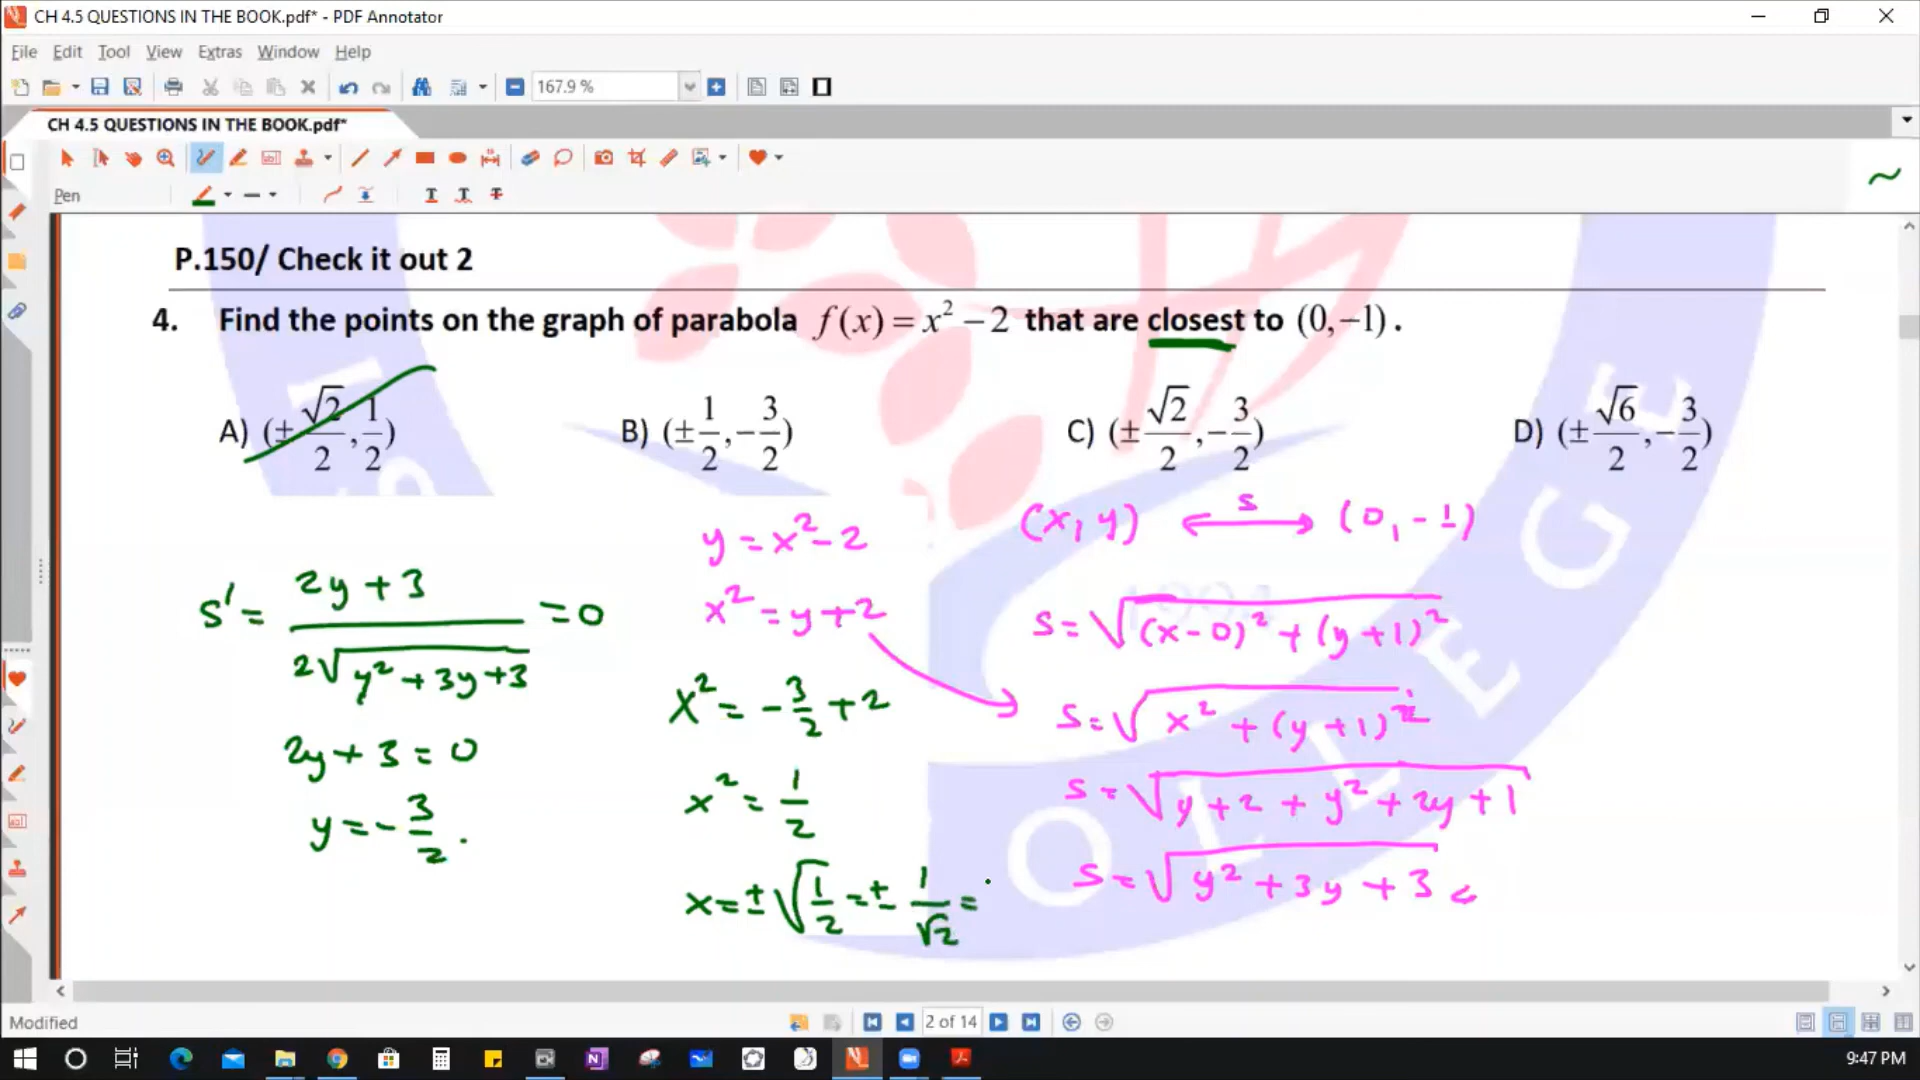 CH 4.5 QUESTIONS IN THE BOOK.pdf* - PDF Annotator
File Edit Tool View Extras Window Help
167.9 %
CH 4.5 QUESTIONS IN THE BOOK.pdf*
Pen
P.150/ Check it out 2
4. Find the points on the graph of parabola f(x) = x² − 2 that are closest to (0,−1).
A) (±√2/2, 1/2) B) (±1/2, −3/2) C) (±√2/2, −3/2) D) (±√6/2, −3/2)
S' = (2y + 3)/(2√(y² + 3y + 3)) = 0
2y + 3 = 0
y = −3/2
y = x² − 2
x² = y + 2
x² = −3/2 + 2
x² = 1/2
x = ±√(1/2) = ± 1/√2 =
(x, y) ⟷ (0, −1)
s
S = √((x − 0)² + (y + 1)²)
S = √(x² + (y + 1)²)
S = √(y + 2 + y² + 2y + 1)
S = √(y² + 3y + 3)
COLLEGE
Modified
2 of 14
9:47 PM